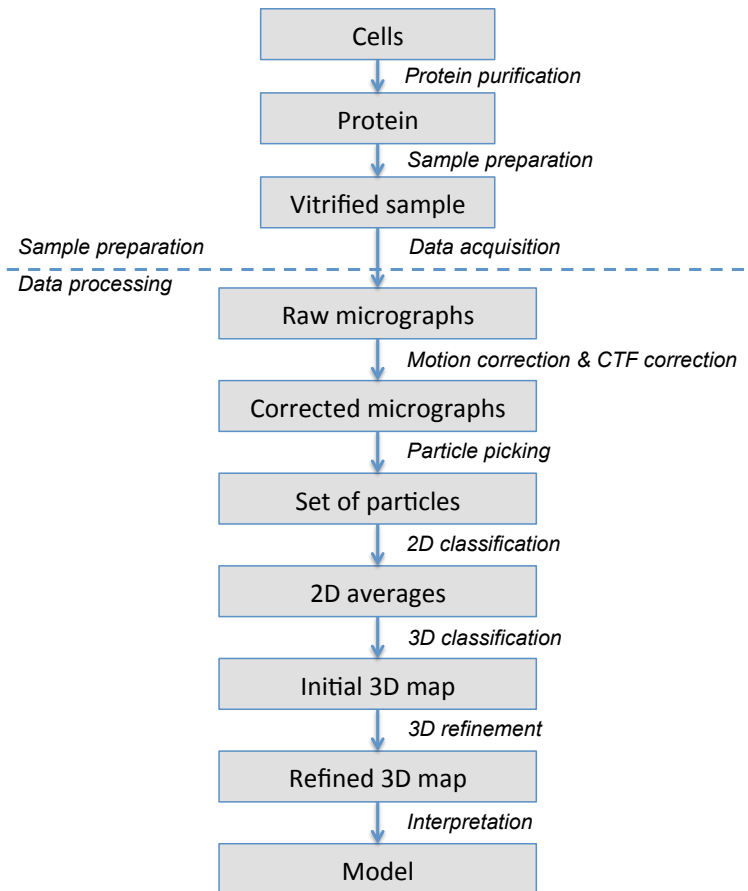 Cells
Protein purification
Protein
Sample preparation
Vitrified sample
Sample preparation
Data acquisition
Data processing
Raw micrographs
Motion correction & CTF correction
Corrected micrographs
Particle picking
Set of particles
2D classification
2D averages
3D classification
Initial 3D map
3D refinement
Refined 3D map
Interpretation
Model